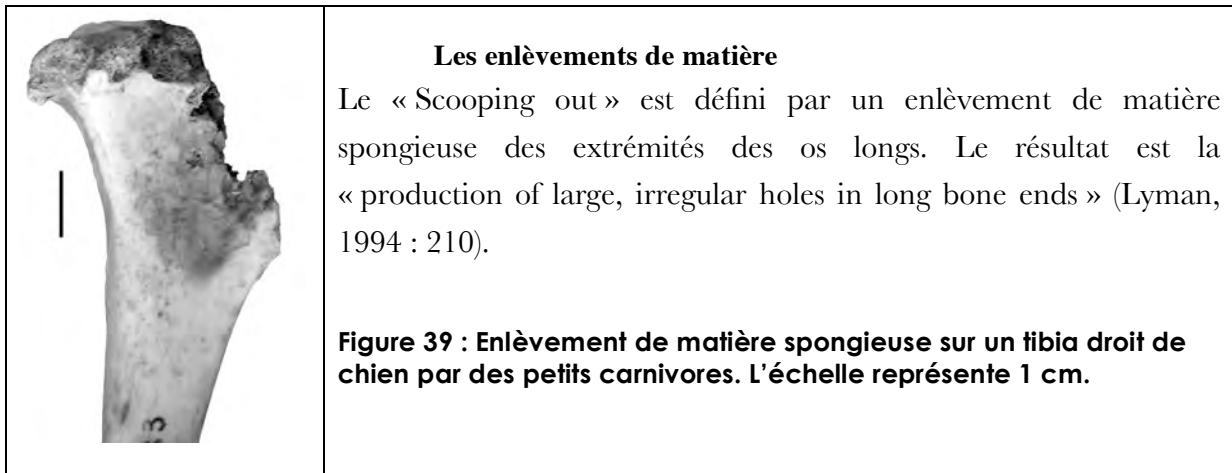 Les enlèvements de matière
Le « Scooping out » est défini par un enlèvement de matière
spongieuse des extrémités des os longs. Le résultat est la
« production of large, irregular holes in long bone ends » (Lyman,
1994 : 210).
Figure 39 : Enlèvement de matière spongieuse sur un tibia droit de
chien par des petits carnivores. L'échelle représente 1 cm.